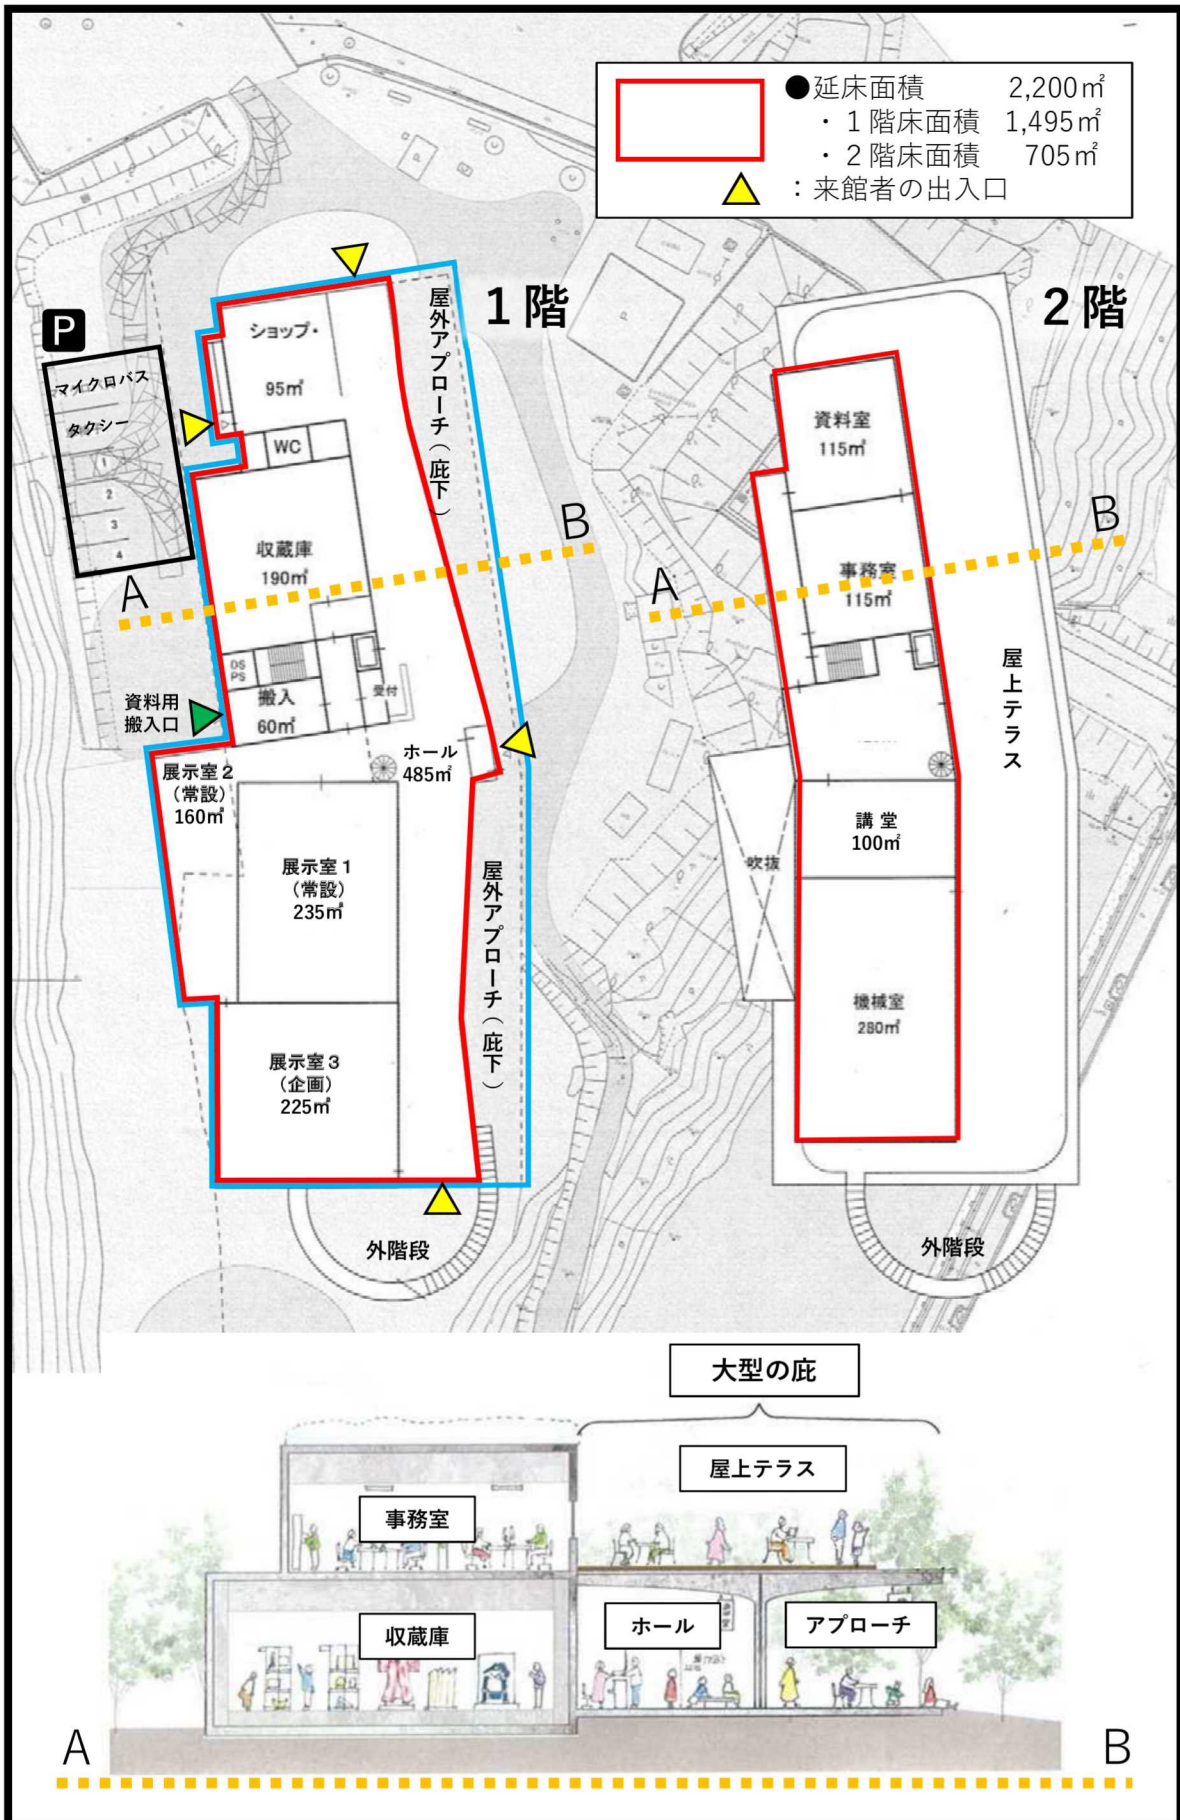 ●延床面積 2,200㎡
・1階床面積 1,495㎡
・2階床面積 705㎡
：来館者の出入口
1階
2階
P
マイクロバス
タクシー
1
2
3
4
ショップ・
95㎡
屋外アプローチ（庇下）
WC
収蔵庫
190㎡
A
B
DS
PS
搬入
60㎡
受付
資料用
搬入口
ホール
485㎡
展示室2
（常設）
160㎡
展示室1
（常設）
235㎡
屋外アプローチ（庇下）
展示室3
（企画）
225㎡
外階段
資料室
115㎡
事務室
115㎡
A
B
屋上テラス
講堂
100㎡
吹抜
機械室
280㎡
外階段
大型の庇
屋上テラス
事務室
収蔵庫
ホール
アプローチ
A
B